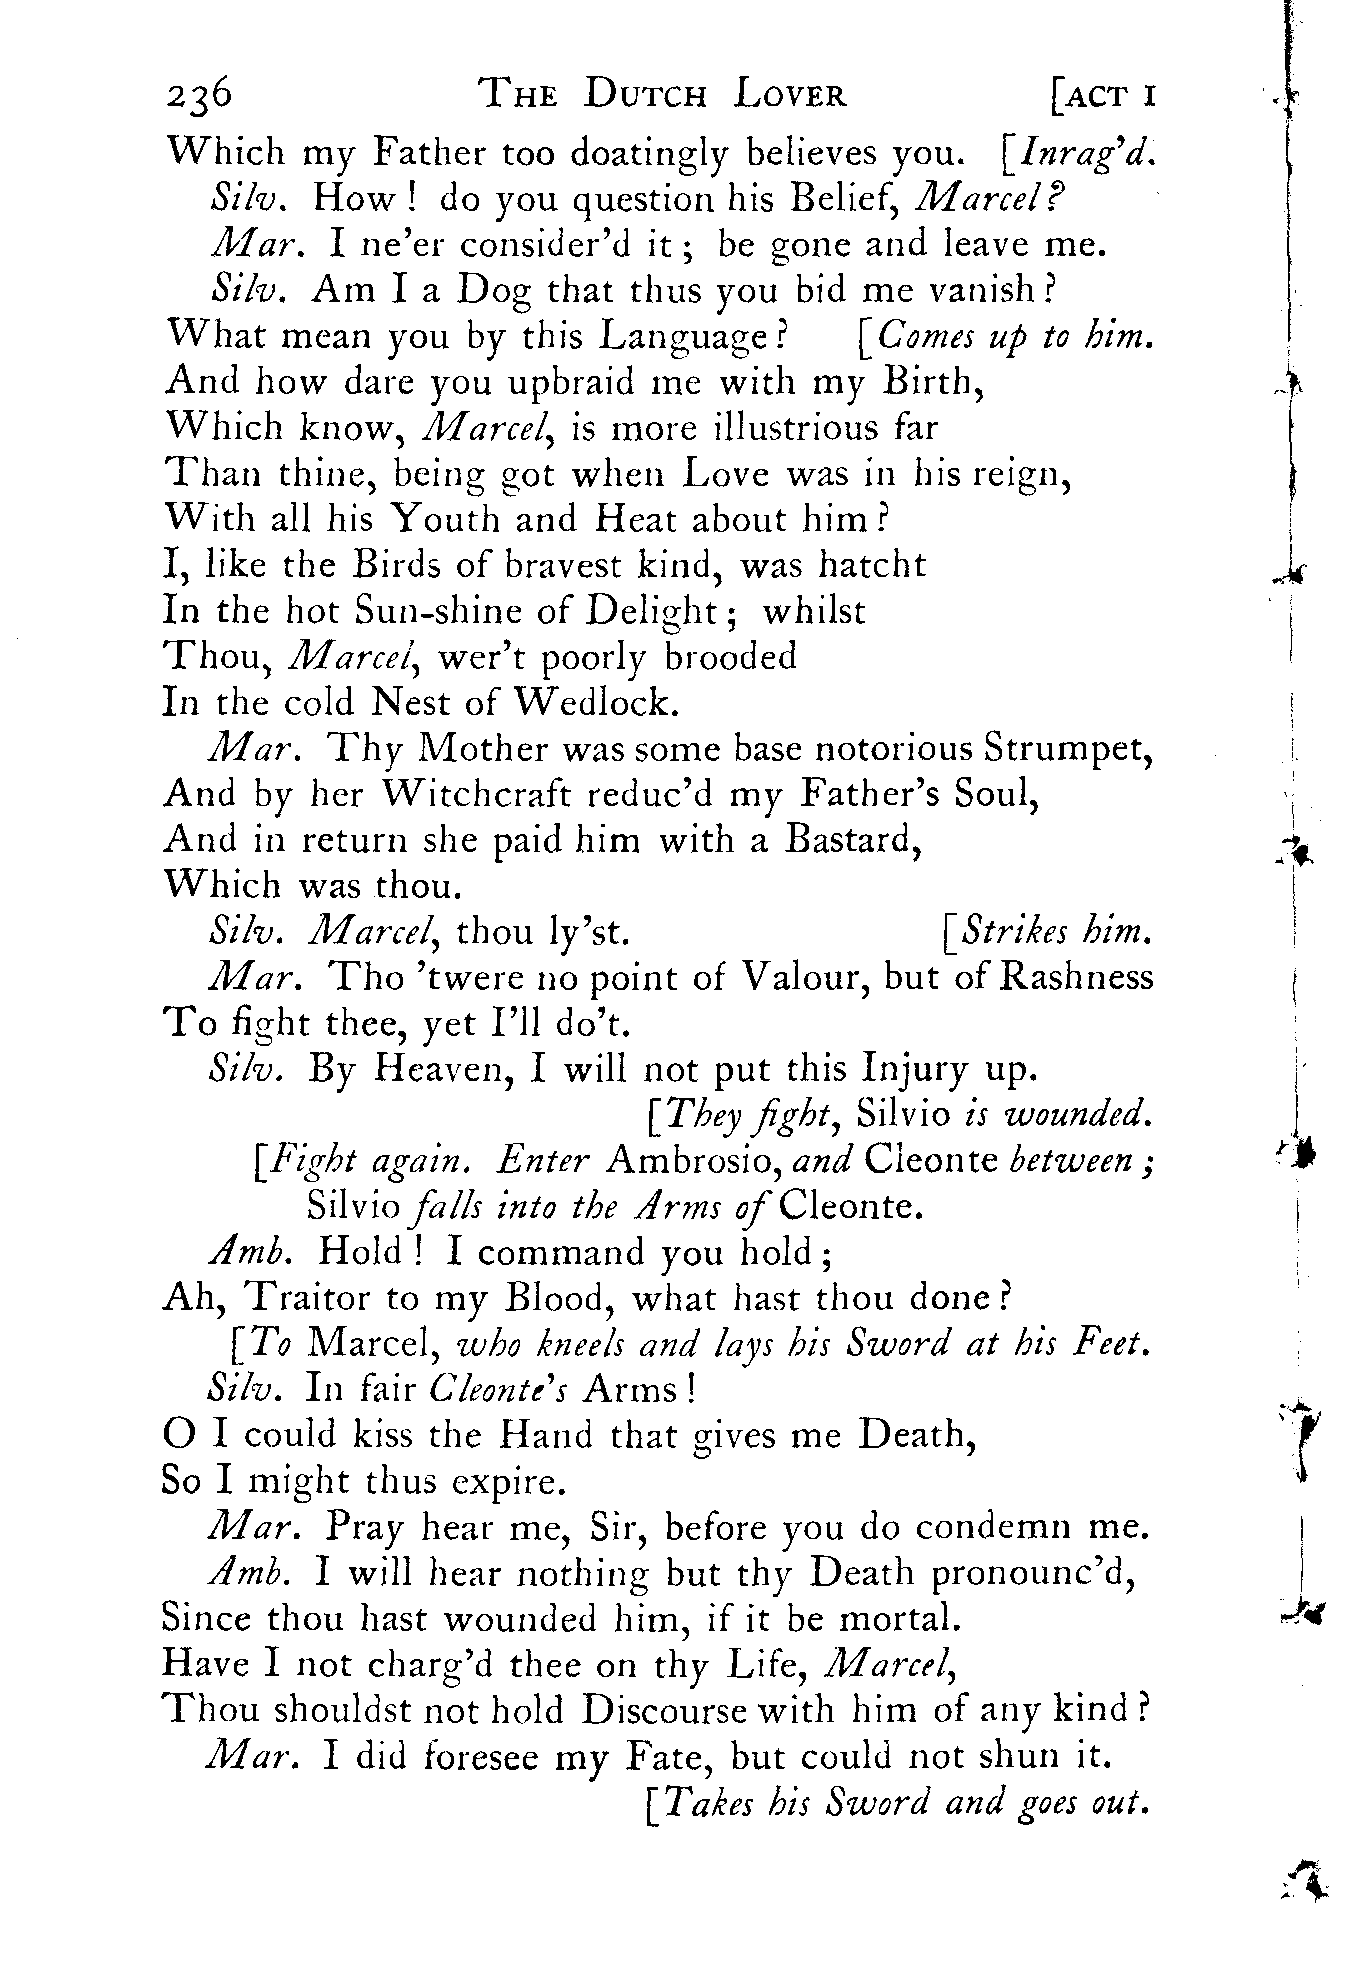 236 THE DUTCH LOVER [ACT I
Which my Father too doatingly believes you. [Inrag'd.
Silv. How! do you question his Belief, Marcel?
Mar. I ne'er consider'd it; be gone and leave me.
Silv. Am I a Dog that thus you bid me vanish?
What mean you by this Language? [Comes up to him.
And how dare you upbraid me with my Birth,
Which know, Marcel, is more illustrious far
Than thine, being got when Love was in his reign,
With all his Youth and Heat about him?
I, like the Birds of bravest kind, was hatcht
In the hot Sun-shine of Delight; whilst
Thou, Marcel, wer't poorly brooded
In the cold Nest of Wedlock.
Mar. Thy Mother was some base notorious Strumpet,
And by her Witchcraft reduc'd my Father's Soul,
And in return she paid him with a Bastard,
Which was thou.
Silv. Marcel, thou ly'st. [Strikes him.
Mar. Tho 'twere no point of Valour, but of Rashness
To fight thee, yet I'll do't.
Silv. By Heaven, I will not put this Injury up.
[They fight, Silvio is wounded.
[Fight again. Enter Ambrosio, and Cleonte between;
Silvio falls into the Arms of Cleonte.
Amb. Hold! I command you hold;
Ah, Traitor to my Blood, what hast thou done?
[To Marcel, who kneels and lays his Sword at his Feet.
Silv. In fair Cleonte's Arms!
O I could kiss the Hand that gives me Death,
So I might thus expire.
Mar. Pray hear me, Sir, before you do condemn me.
Amb. I will hear nothing but thy Death pronounc'd,
Since thou hast wounded him, if it be mortal.
Have I not charg'd thee on thy Life, Marcel,
Thou shouldst not hold Discourse with him of any kind?
Mar. I did foresee my Fate, but could not shun it.
[Takes his Sword and goes out.